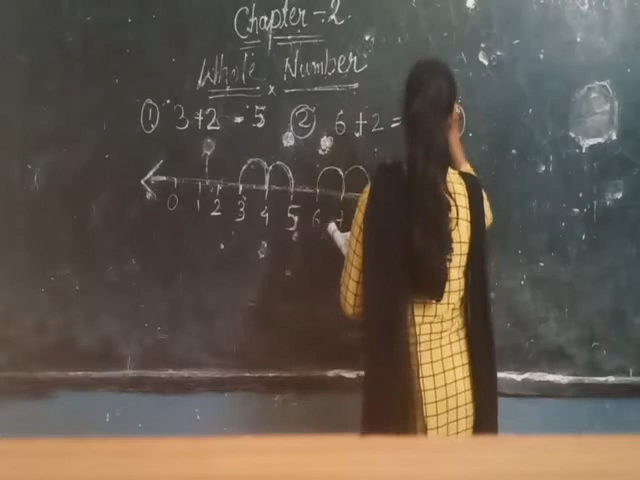 Chapter-2.
Whole Number
① 3+2 = 5 ② 6+2 =
0 1 2 3 4 5 6 7